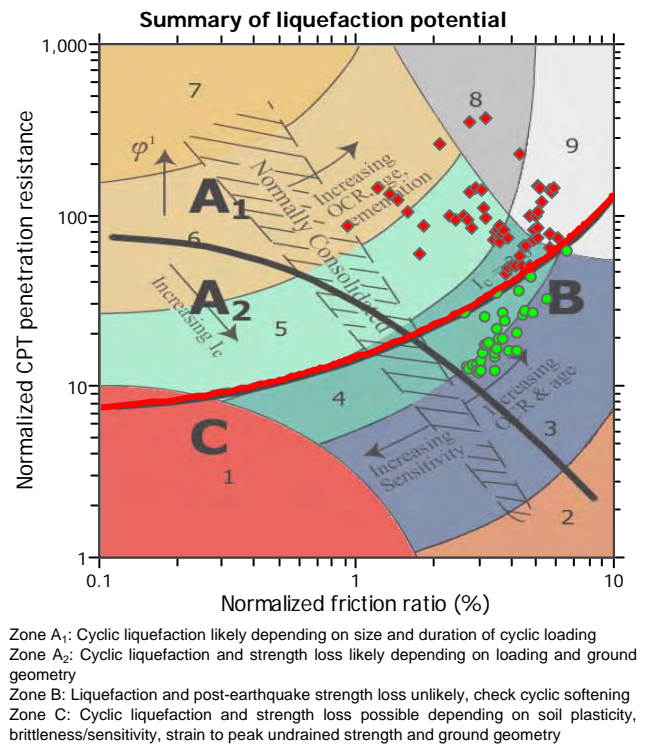 Summary of liquefaction potential
Normalized CPT penetration resistance
1,000
100
10
1
7
8
9
φ¹
A₁
Increasing
OCR, age,
cementation
Normally Consolidated
6
A₂
Increasing Ic
5
B
4
Increasing
OCR & age
C
Increasing
Sensitivity
3
1
2
0.1
1
10
Normalized friction ratio (%)
Zone A₁: Cyclic liquefaction likely depending on size and duration of cyclic loading
Zone A₂: Cyclic liquefaction and strength loss likely depending on loading and ground
geometry
Zone B: Liquefaction and post-earthquake strength loss unlikely, check cyclic softening
Zone C: Cyclic liquefaction and strength loss possible depending on soil plasticity,
brittleness/sensitivity, strain to peak undrained strength and ground geometry